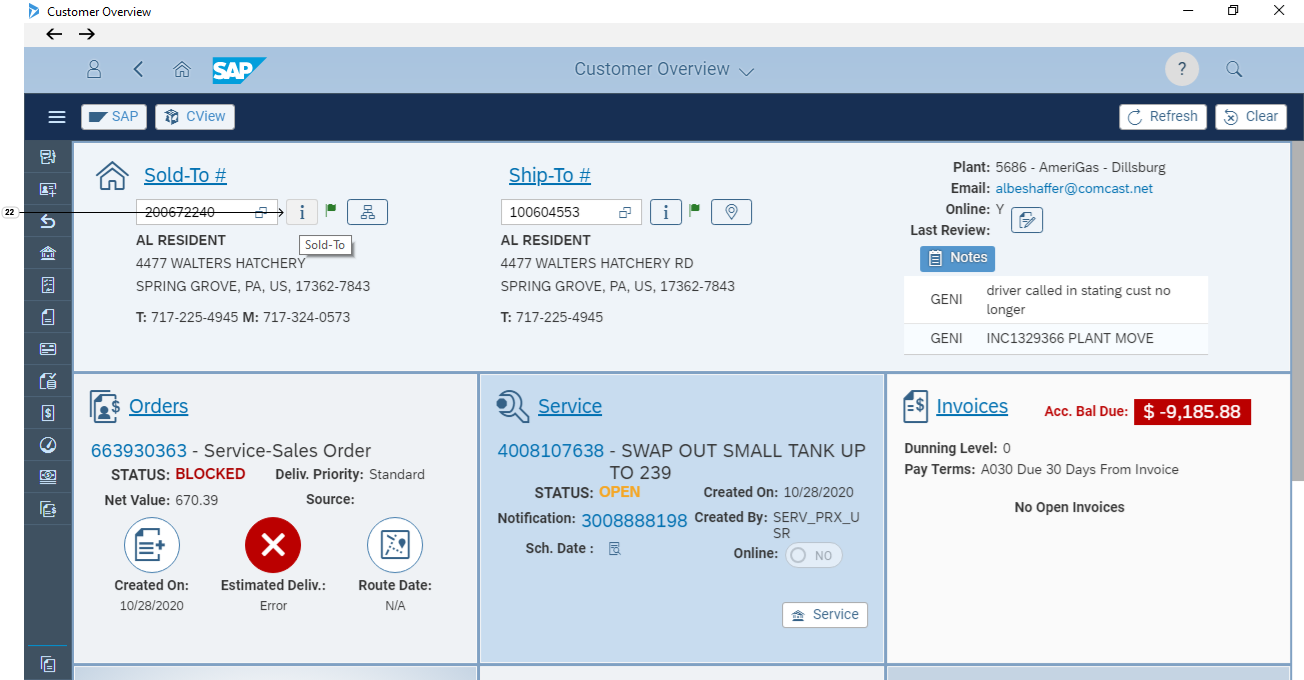 Customer Overview
SAP
Customer Overview
?
SAP
CView
Refresh
Clear
22
Sold-To #
200672240
i
Sold-To
AL RESIDENT
4477 WALTERS HATCHERY
SPRING GROVE, PA, US, 17362-7843
T: 717-225-4945 M: 717-324-0573
Ship-To #
100604553
i
AL RESIDENT
4477 WALTERS HATCHERY RD
SPRING GROVE, PA, US, 17362-7843
T: 717-225-4945
Plant: 5686 - AmeriGas - Dillsburg
Email: albeshaffer@comcast.net
Online: Y
Last Review:
Notes
GENI driver called in stating cust no
longer
GENI INC1329366 PLANT MOVE
Orders
663930363 - Service-Sales Order
STATUS: BLOCKED Deliv. Priority: Standard
Net Value: 670.39 Source:
Created On: Estimated Deliv.: Route Date:
10/28/2020 Error N/A
Service
4008107638 - SWAP OUT SMALL TANK UP
TO 239
STATUS: OPEN Created On: 10/28/2020
Notification: 3008888198 Created By: SERV_PRX_U
SR
Sch. Date : Online: NO
Service
Invoices
Acc. Bal Due: $ -9,185.88
Dunning Level: 0
Pay Terms: A030 Due 30 Days From Invoice
No Open Invoices